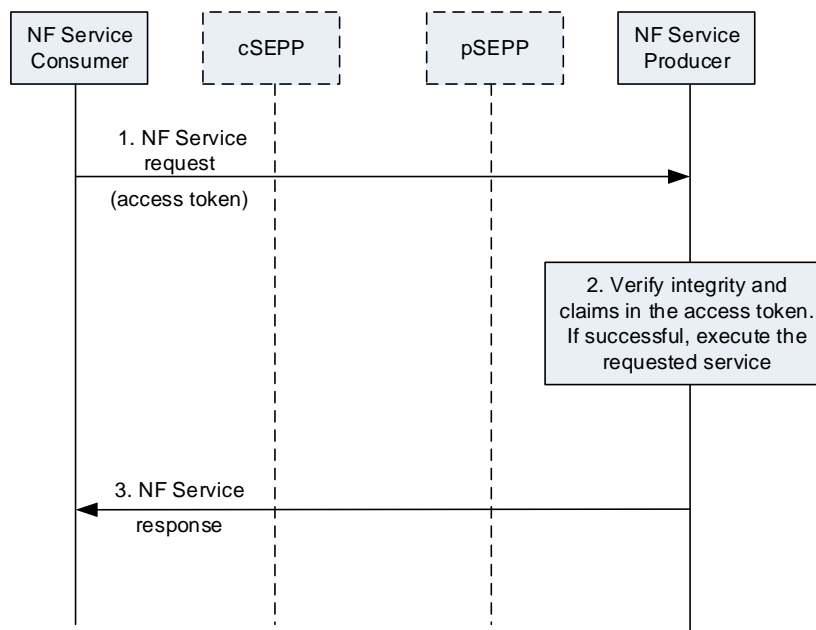 NF Service
Consumer
cSEPP
pSEPP
NF Service
Producer
1. NF Service
request
(access token)
2. Verify integrity and
claims in the access token.
If successful, execute the
requested service
3. NF Service
response